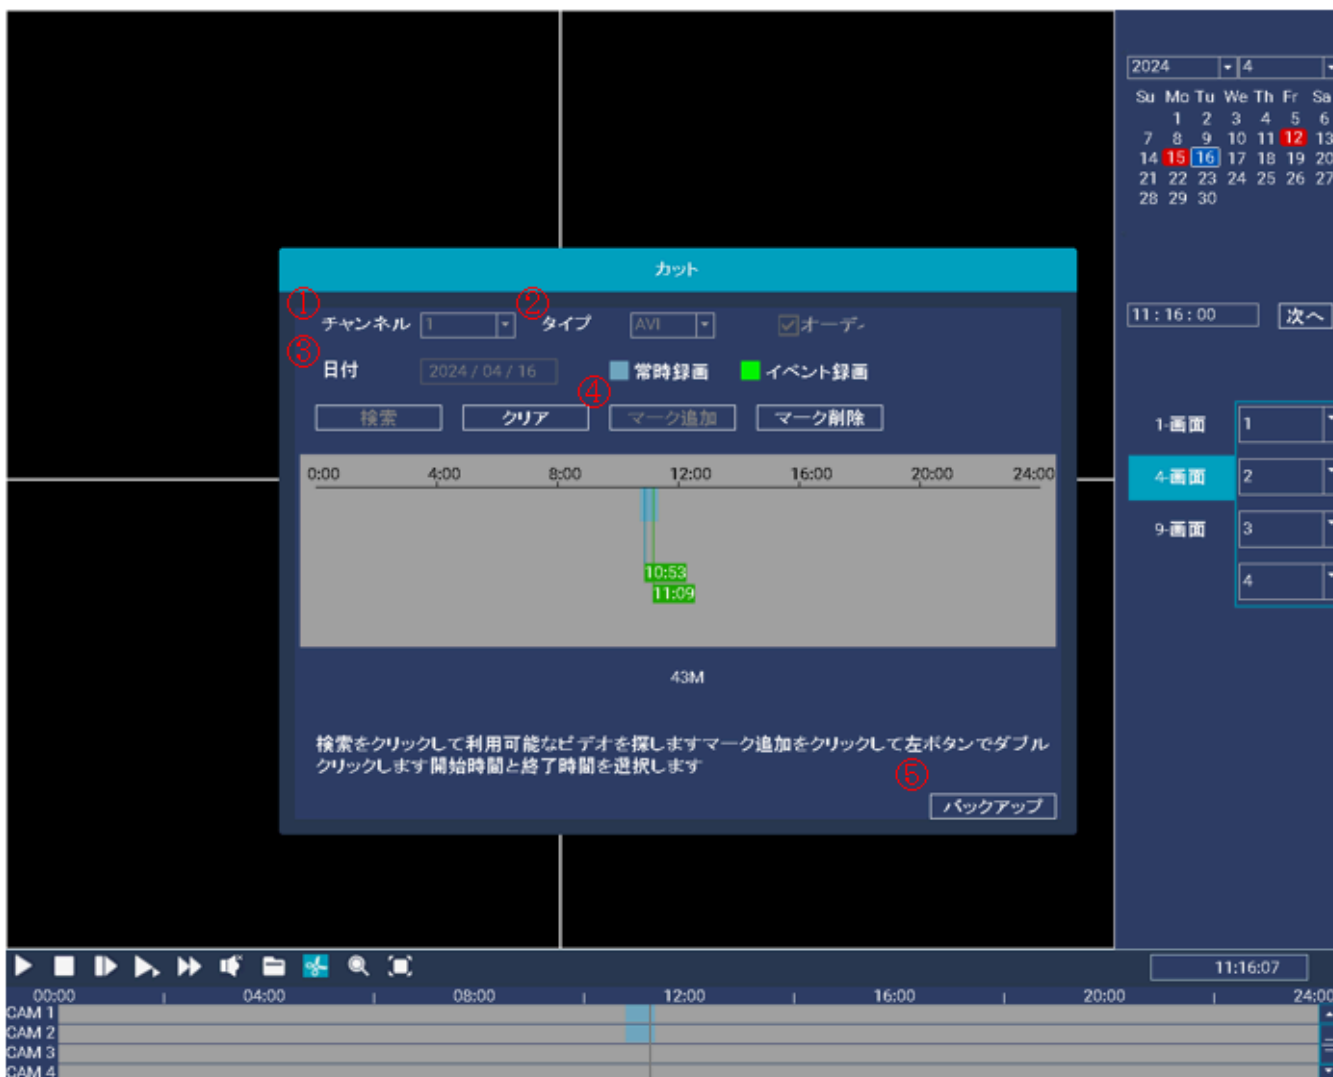 2024 4
Su Mo Tu We Th Fr Sa
1 2 3 4 5 6
7 8 9 10 11 12 13
14 15 16 17 18 19 20
21 22 23 24 25 26 27
28 29 30
カット
① チャンネル 1 ② タイプ AVI オーデ
11:16:00 次へ
③ 日付 2024 / 04 / 16 常時録画 イベント録画
④
検索 クリア マーク追加 マーク削除
1-画面 1
4-画面 2
9-画面 3
4
0:00 4:00 8:00 12:00 16:00 20:00 24:00
10:53
11:09
43M
検索をクリックして利用可能なビデオを探しますマーク追加をクリックして左ボタンでダブル
クリックします開始時間と終了時間を選択します
⑤
バックアップ
11:16:07
00:00 04:00 08:00 12:00 16:00 20:00 24:00
CAM 1
CAM 2
CAM 3
CAM 4